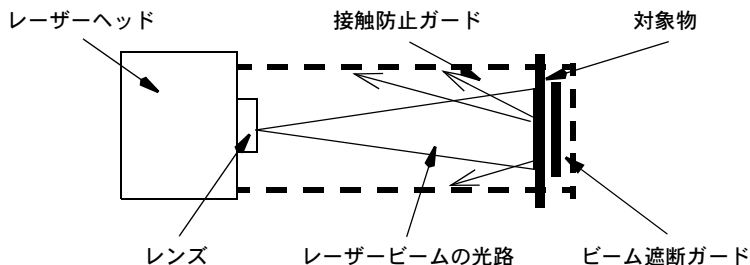 レーザーヘッド
接触防止ガード
対象物
レンズ
レーザービームの光路
ビーム遮断ガード